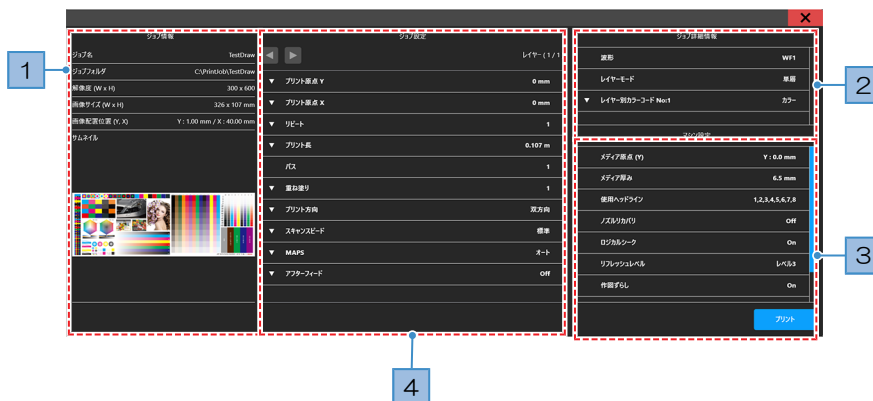 ジョブ情報
ジョブ名 TestDraw
ジョブフォルダ C:\PrintJob\TestDraw
解像度 (W x H) 300 x 600
画像サイズ (W x H) 326 x 107 mm
画像配置位置 (Y, X) Y : 1.00 mm / X : 40.00 mm
サムネイル
1
ジョブ設定
レイヤー ( 1 / 1
プリント原点 Y 0 mm
プリント原点 X 0 mm
リピート 1
プリント長 0.107 m
パス 1
重ね塗り 1
プリント方向 双方向
スキャンスピード 標準
MAPS オート
アフターフィード Off
4
ジョブ詳細情報
波形 WF1
レイヤーモード 単層
レイヤー別カラーコード No:1 カラー
2
マシン設定
メディア原点 (Y) Y : 0.0 mm
メディア厚み 6.5 mm
使用ヘッドライン 1,2,3,4,5,6,7,8
ノズルリカバリ Off
ロジカルシーク On
リフレッシュレベル レベル3
作図ずらし On
プリント
3